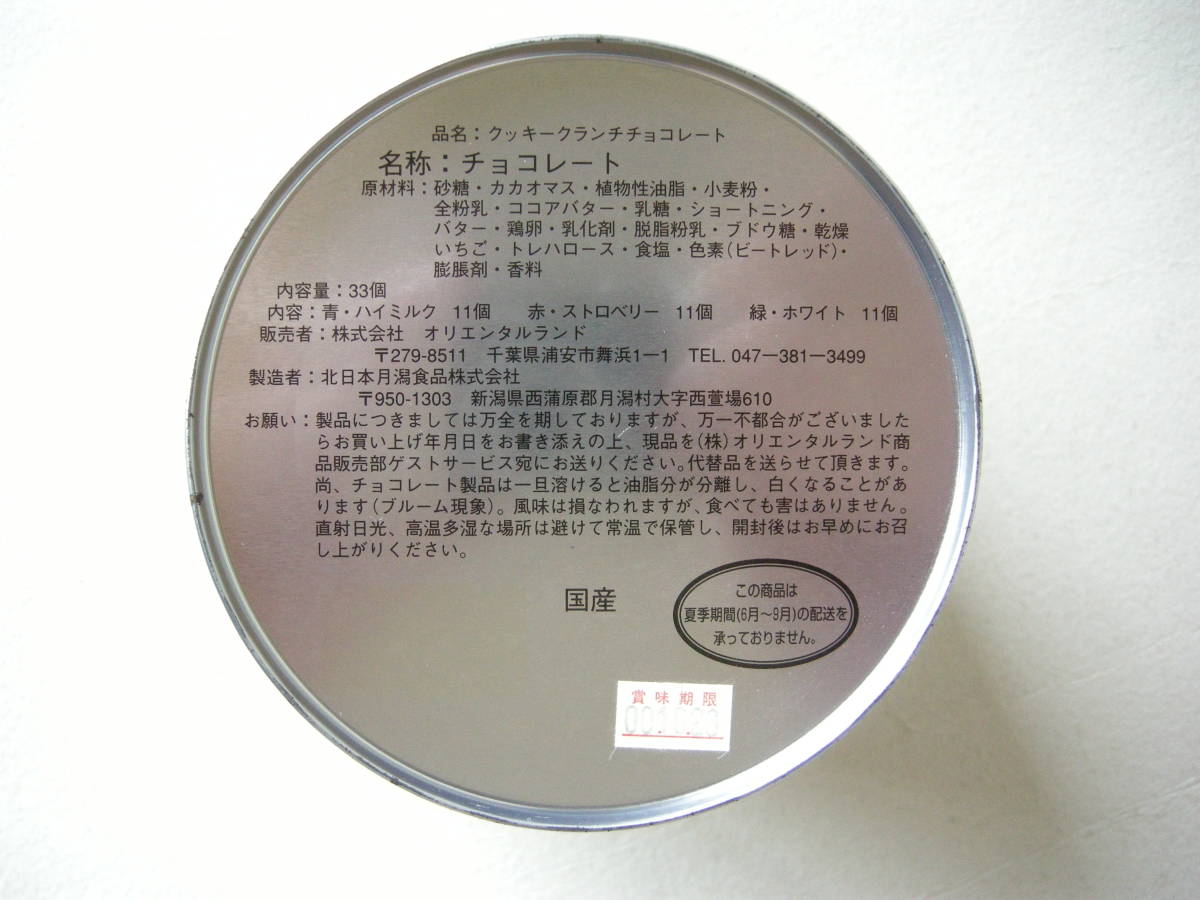 品名：クッキークランチチョコレート
名称：チョコレート
原材料：砂糖・カカオマス・植物性油脂・小麦粉・
全粉乳・ココアバター・乳糖・ショートニング・
バター・鶏卵・乳化剤・脱脂粉乳・ブドウ糖・乾燥
いちご・トレハロース・食塩・色素（ビートレッド）・
膨脹剤・香料
内容量：33個
内容：青・ハイミルク 11個 赤・ストロベリー 11個 緑・ホワイト 11個
販売者：株式会社 オリエンタルランド
〒279-8511 千葉県浦安市舞浜1ー1 TEL. 047ー381ー3499
製造者：北日本月潟食品株式会社
〒950-1303 新潟県西蒲原郡月潟村大字西萱場610
お願い：製品につきましては万全を期しておりますが、万一不都合がございました
らお買い上げ年月日をお書き添えの上、現品を（株）オリエンタルランド商
品販売部ゲストサービス宛にお送りください。代替品を送らせて頂きます。
尚、チョコレート製品は一旦溶けると油脂分が分離し、白くなることがあ
ります（ブルーム現象）。風味は損なわれますが、食べても害はありません。
直射日光、高温多湿な場所は避けて常温で保管し、開封後はお早めにお召
し上がりください。
国産
この商品は
夏季期間（6月～9月）の配送を
承っておりません。
賞味期限